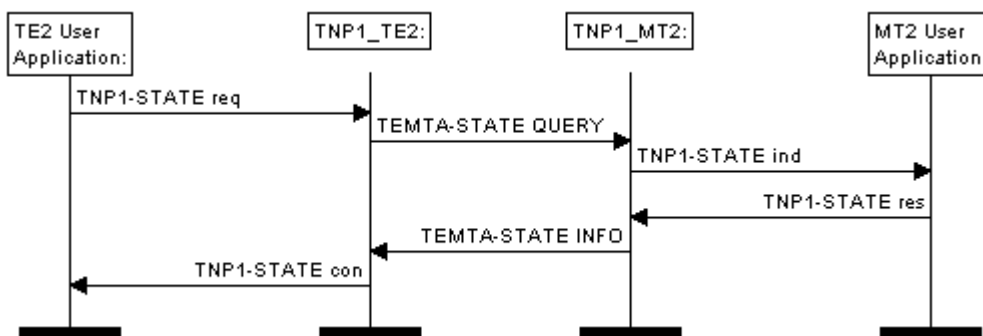 TE2 User
Application:
TNP1_TE2:
TNP1_MT2:
MT2 User
Application
TNP1-STATE req
TEMTA-STATE QUERY
TNP1-STATE ind
TNP1-STATE res
TEMTA-STATE INFO
TNP1-STATE con